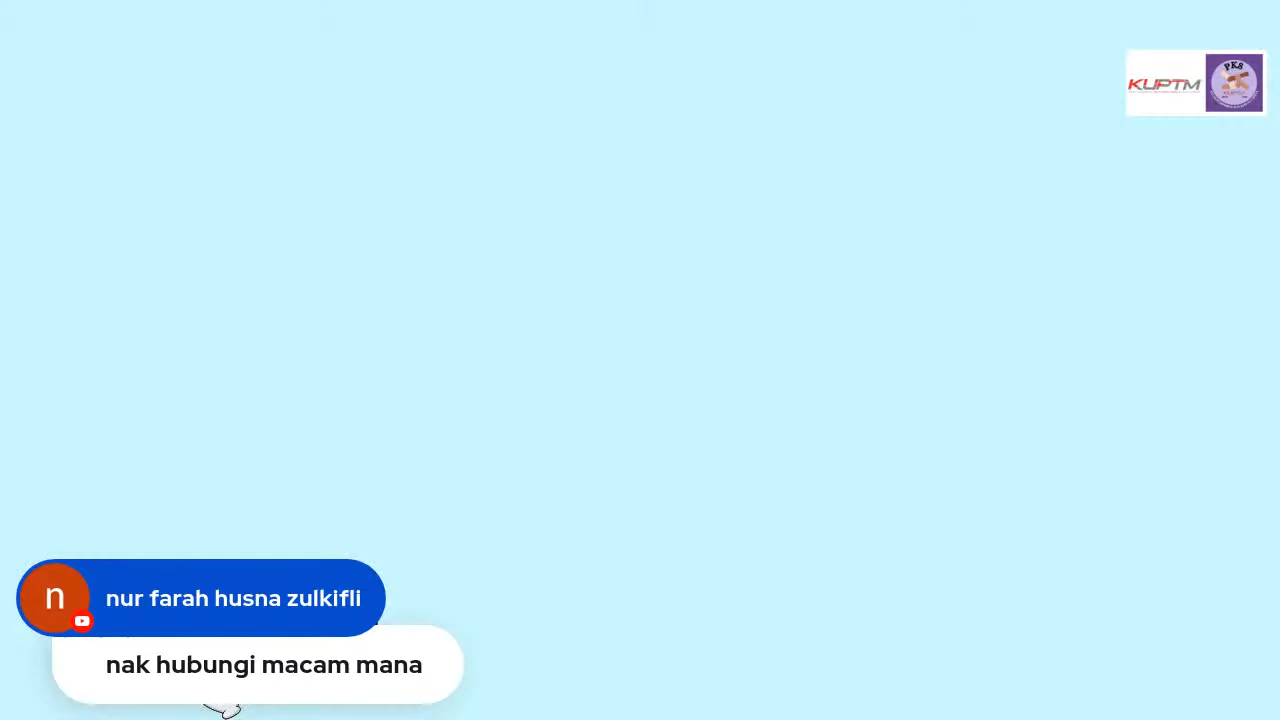 KUPTM
PKS
n
nur farah husna zulkifli
nak hubungi macam mana